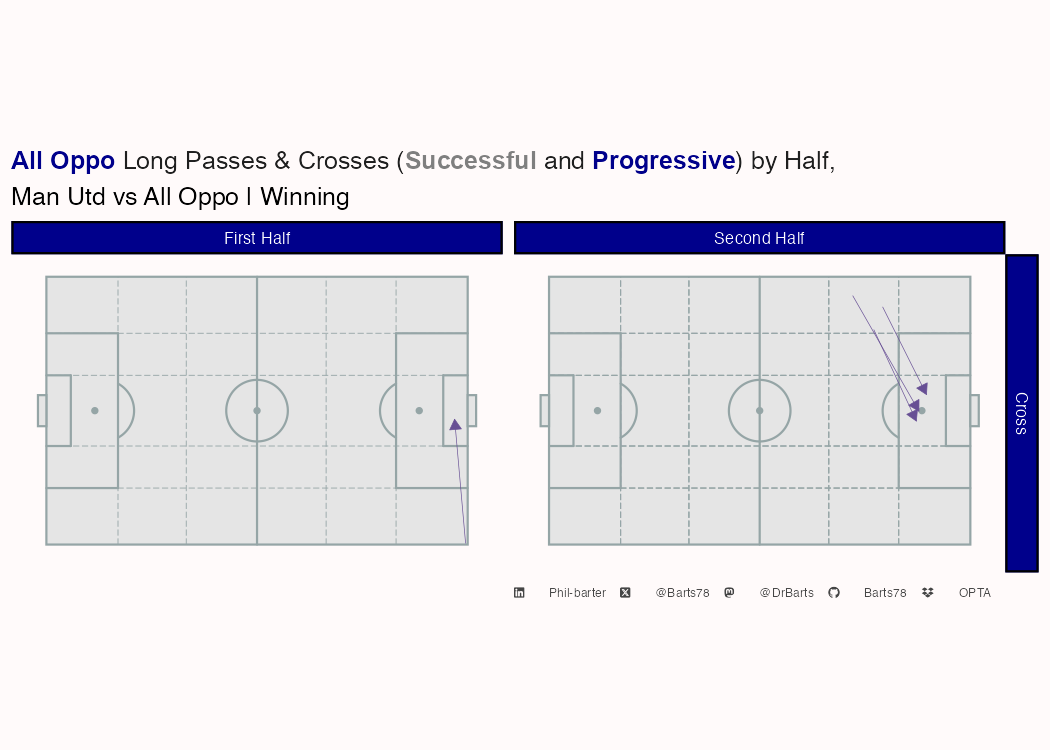 All Oppo Long Passes & Crosses (Successful and Progressive) by Half,
Man Utd vs All Oppo | Winning
First Half
Second Half
Cross
Phil-barter @Barts78 @DrBarts Barts78 OPTA